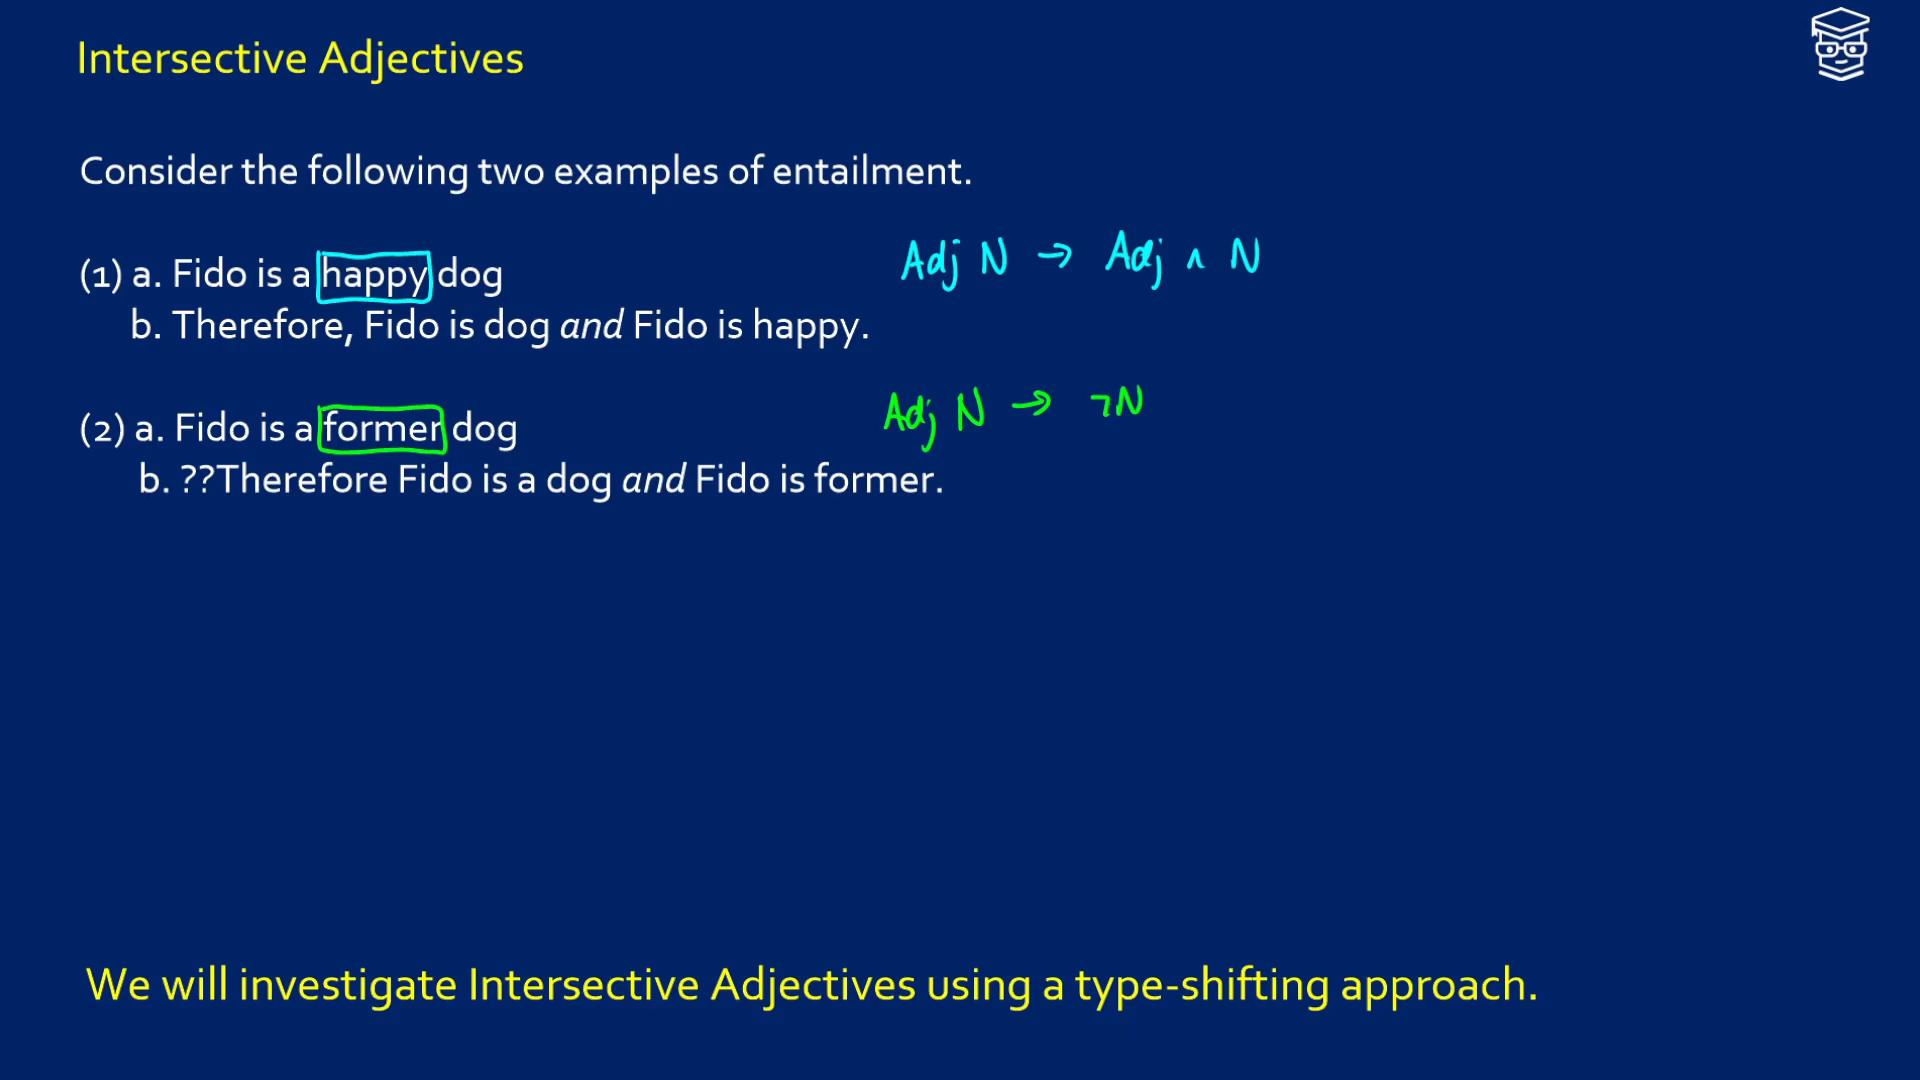 Intersective Adjectives
Consider the following two examples of entailment.
(1) a. Fido is a happy dog
Adj N → Adj ∧ N
b. Therefore, Fido is dog and Fido is happy.
(2) a. Fido is a former dog
Adj N → ¬N
b. ??Therefore Fido is a dog and Fido is former.
We will investigate Intersective Adjectives using a type-shifting approach.